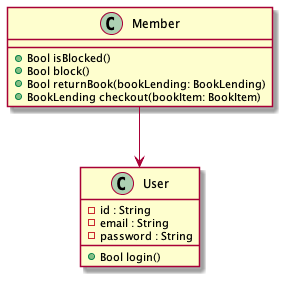 C Member
Bool isBlocked()
Bool block()
Bool returnBook(bookLending: BookLending)
BookLending checkout(bookItem: BookItem)
C User
id : String
email : String
password : String
Bool login()